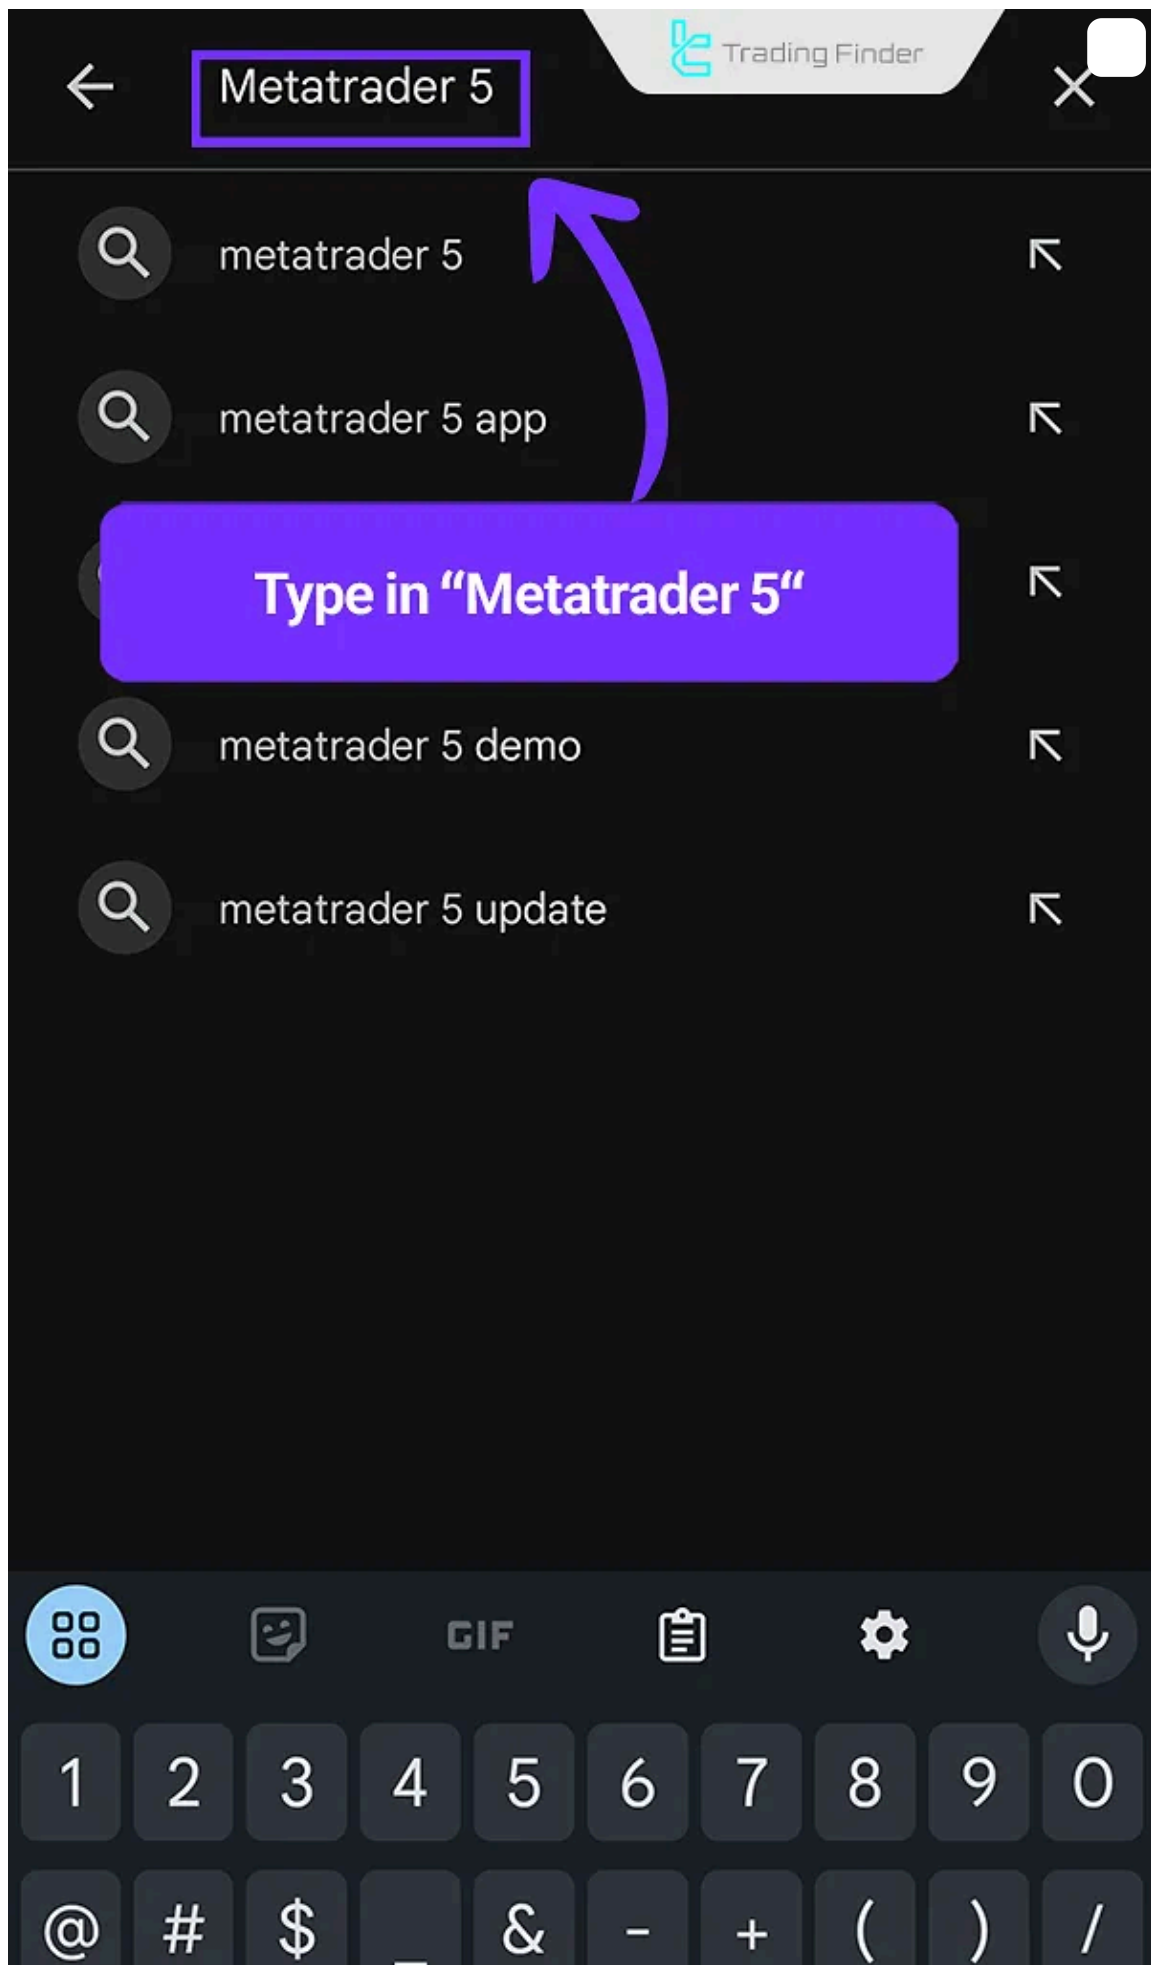 Metatrader 5
Trading Finder
metatrader 5
metatrader 5 app
Type in “Metatrader 5“
metatrader 5 demo
metatrader 5 update
GIF
1 2 3 4 5 6 7 8 9 0
@ # $ _ & - + ( ) /